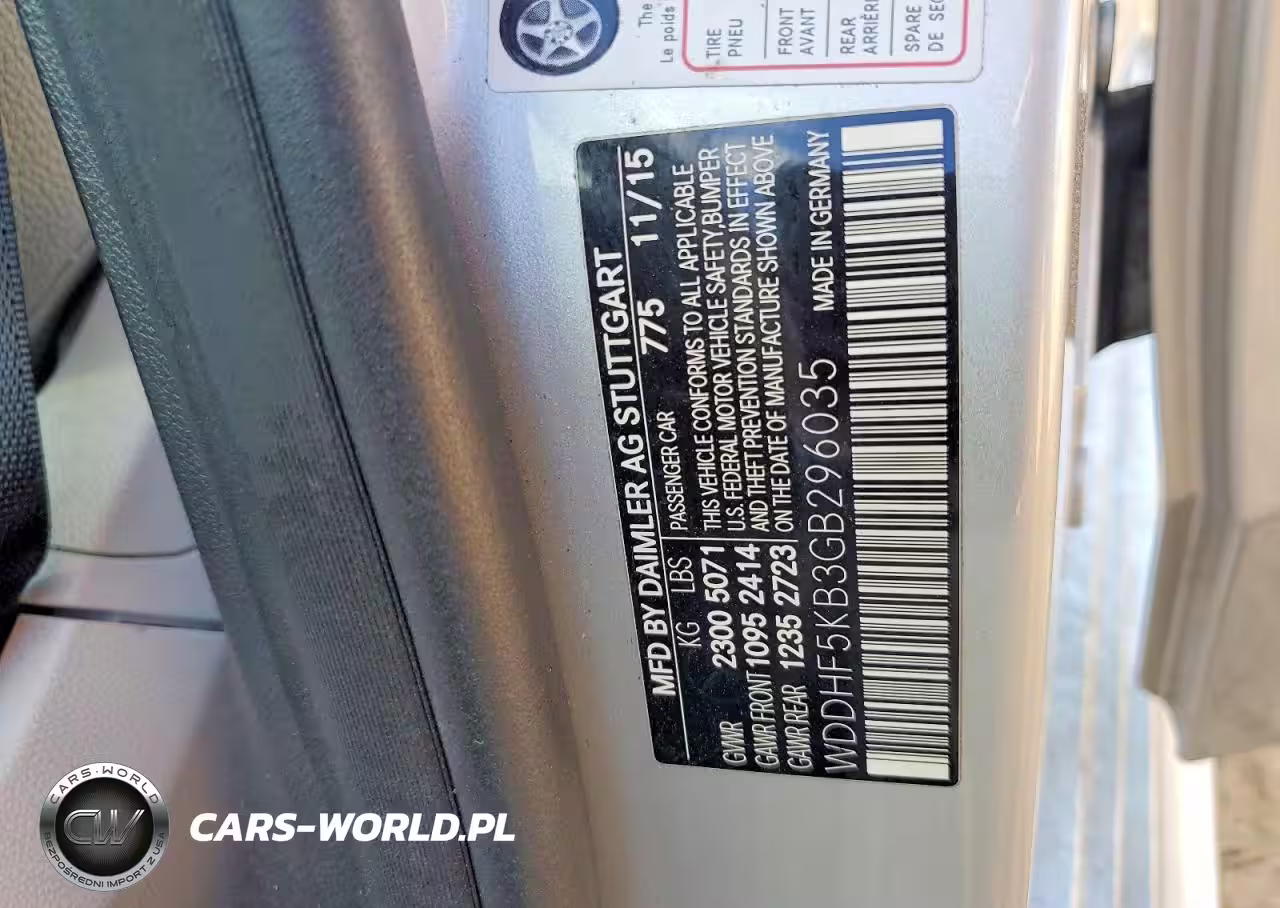 The
Le poids
TIRE
PNEU
FRONT
AVANT
REAR
ARRIÈRE
SPARE
DE SEC
MFD BY DAIMLER AG STUTTGART
KG LBS PASSENGER CAR 775 11/15
GVWR 2300 5071
GAWR FRONT 1095 2414
GAWR REAR 1235 2723
THIS VEHICLE CONFORMS TO ALL APPLICABLE
U.S. FEDERAL MOTOR VEHICLE SAFETY,BUMPER
AND THEFT PREVENTION STANDARDS IN EFFECT
ON THE DATE OF MANUFACTURE SHOWN ABOVE
WDDHF5KB3GB296035 MADE IN GERMANY
CARS-WORLD
CW
BEZPOŚREDNI IMPORT Z USA
CARS-WORLD.PL